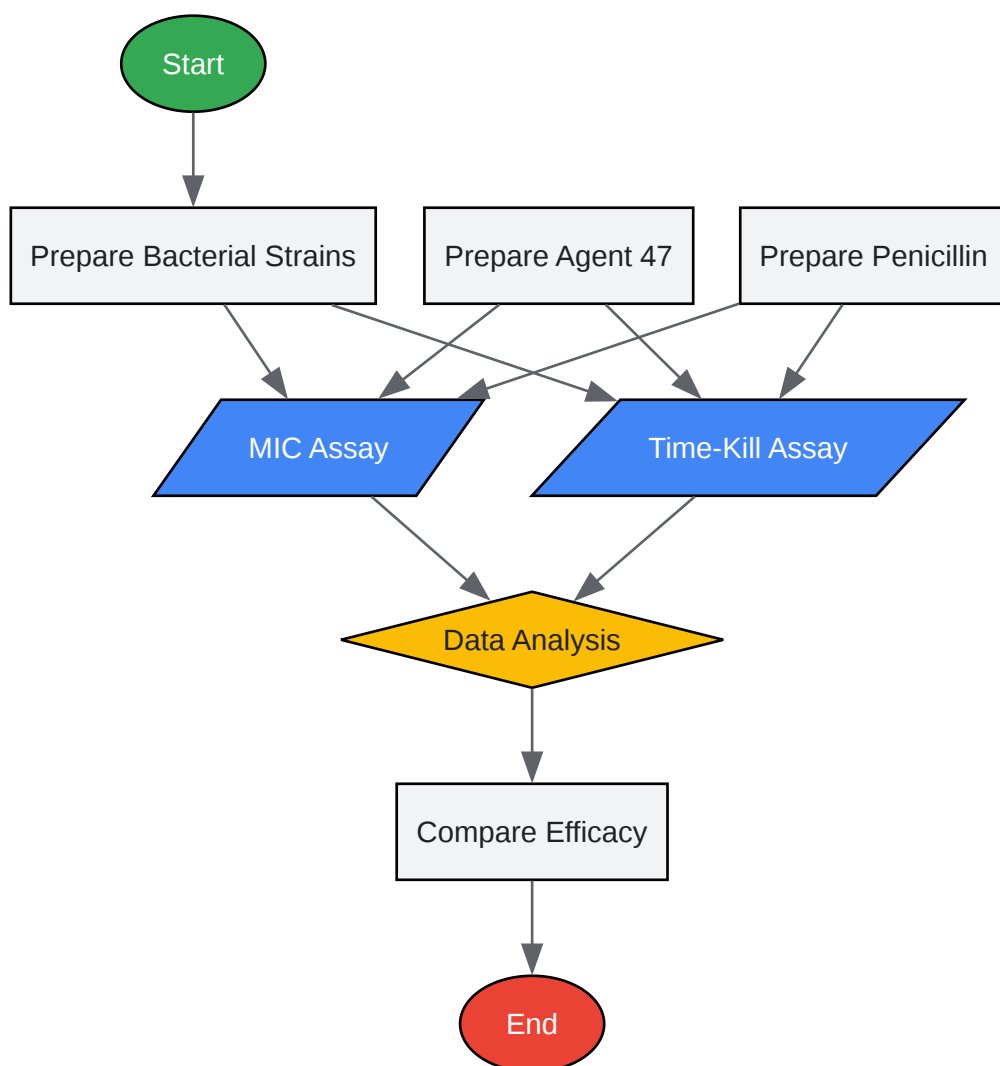 Start
Prepare Bacterial Strains
Prepare Agent 47
Prepare Penicillin
MIC Assay
Time-Kill Assay
Data Analysis
Compare Efficacy
End